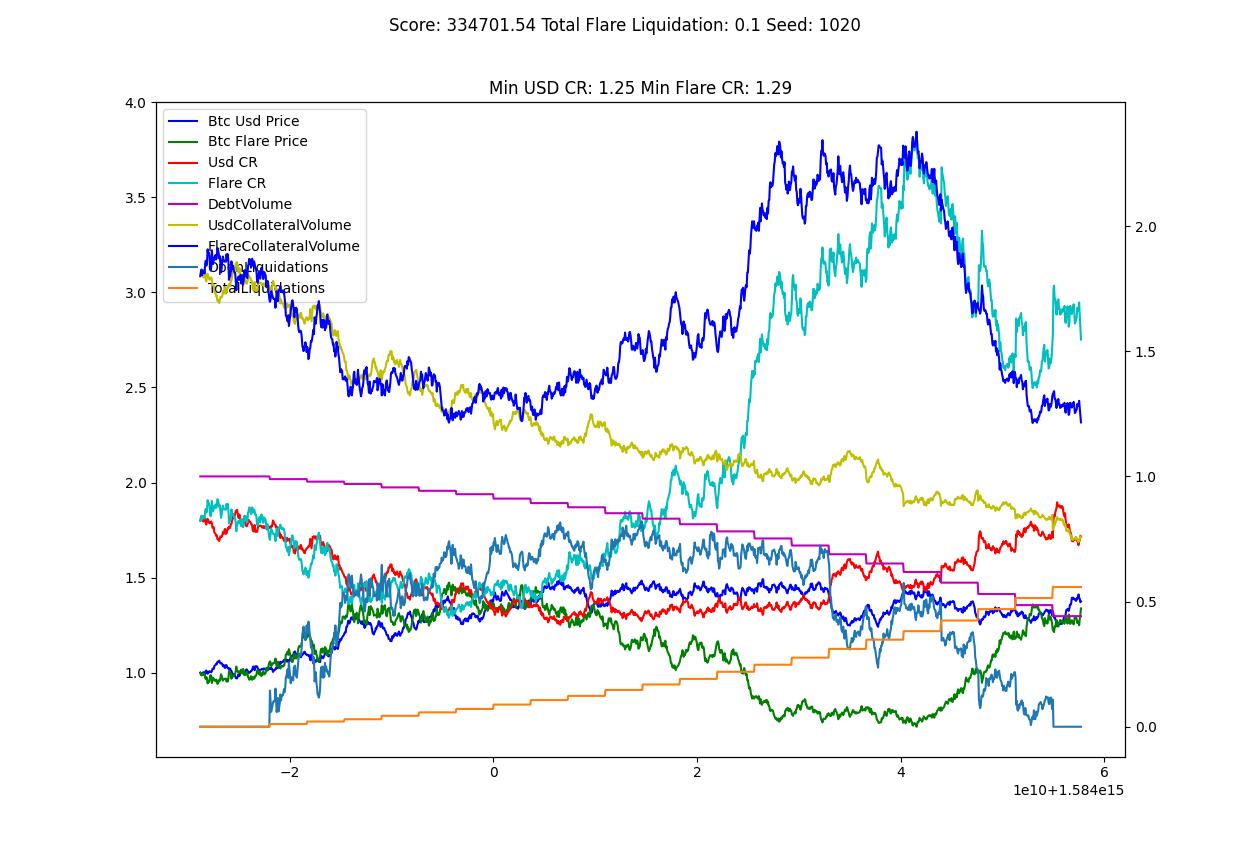 Score: 334701.54 Total Flare Liquidation: 0.1 Seed: 1020
Min USD CR: 1.25 Min Flare CR: 1.29
4.0
3.5
3.0
2.5
2.0
1.5
1.0
Btc Usd Price
Btc Flare Price
Usd CR
Flare CR
DebtVolume
UsdCollateralVolume
FlareCollateralVolume
OpenLiquidations
TotalLiquidations
2.0
1.5
1.0
0.5
0.0
−2
0
2
4
6
1e10+1.584e15